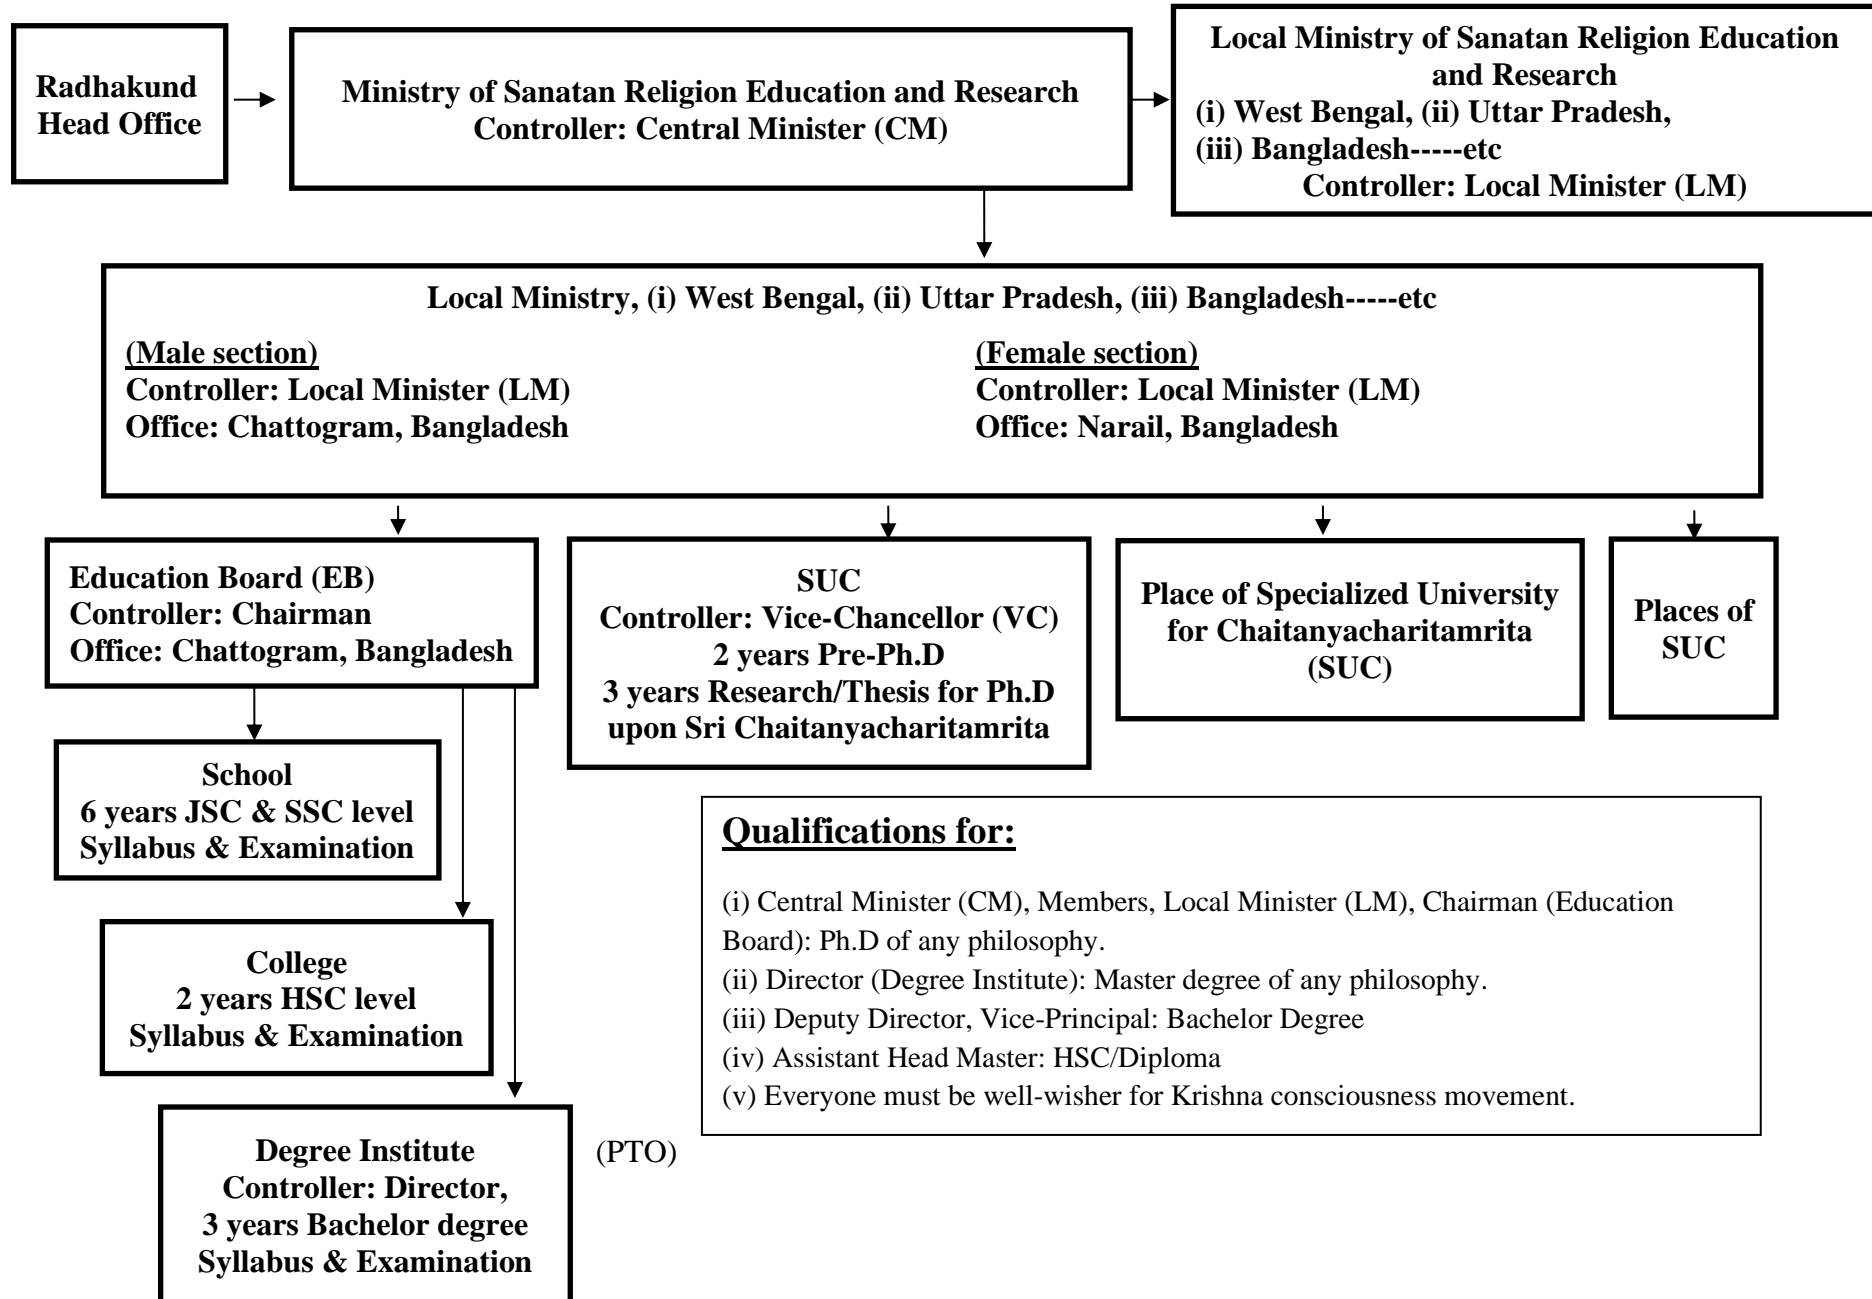 Radhakund
Head Office
Ministry of Sanatan Religion Education and Research
Controller: Central Minister (CM)
Local Ministry of Sanatan Religion Education
and Research
(i) West Bengal, (ii) Uttar Pradesh,
(iii) Bangladesh-----etc
Controller: Local Minister (LM)
Local Ministry, (i) West Bengal, (ii) Uttar Pradesh, (iii) Bangladesh-----etc
(Male section)
Controller: Local Minister (LM)
Office: Chattogram, Bangladesh
(Female section)
Controller: Local Minister (LM)
Office: Narail, Bangladesh
Education Board (EB)
Controller: Chairman
Office: Chattogram, Bangladesh
SUC
Controller: Vice-Chancellor (VC)
2 years Pre-Ph.D
3 years Research/Thesis for Ph.D
upon Sri Chaitanyacharitamrita
Place of Specialized University
for Chaitanyacharitamrita
(SUC)
Places of
SUC
School
6 years JSC & SSC level
Syllabus & Examination
College
2 years HSC level
Syllabus & Examination
Degree Institute
Controller: Director,
3 years Bachelor degree
Syllabus & Examination
(PTO)
Qualifications for:
(i) Central Minister (CM), Members, Local Minister (LM), Chairman (Education
Board): Ph.D of any philosophy.
(ii) Director (Degree Institute): Master degree of any philosophy.
(iii) Deputy Director, Vice-Principal: Bachelor Degree
(iv) Assistant Head Master: HSC/Diploma
(v) Everyone must be well-wisher for Krishna consciousness movement.